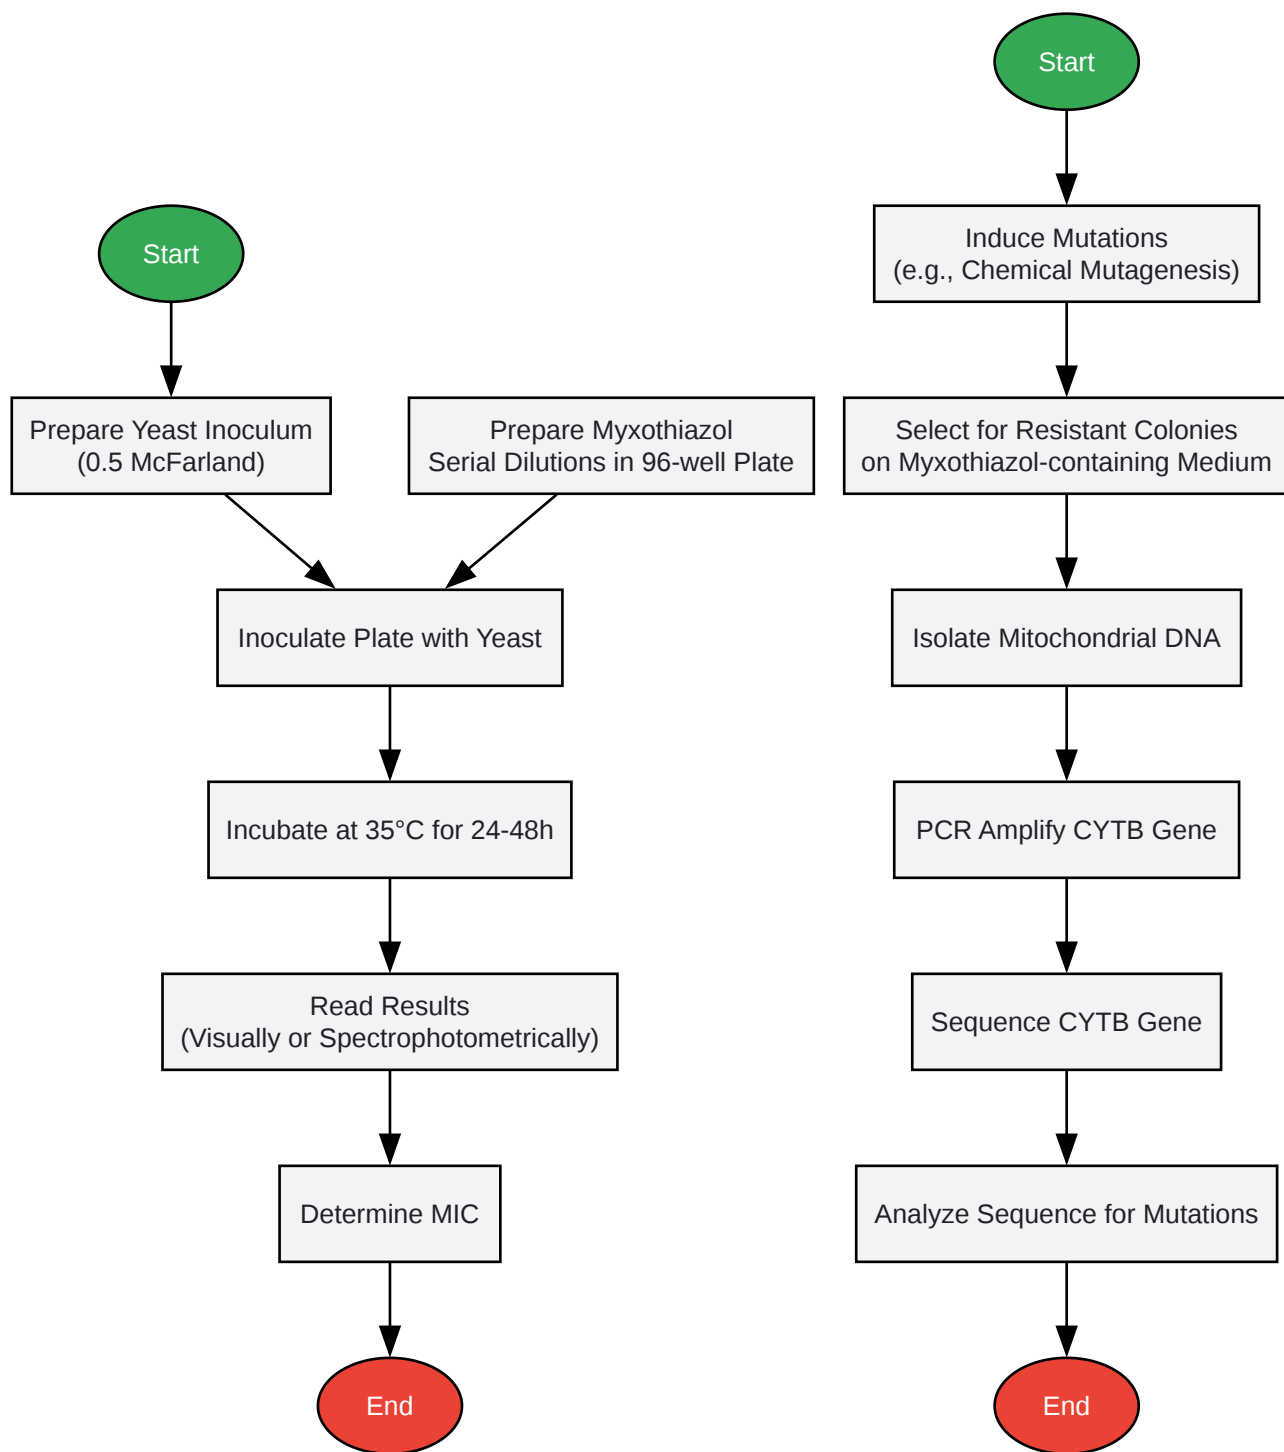 Start
Prepare Yeast Inoculum
(0.5 McFarland)
Prepare Myxothiazol
Serial Dilutions in 96-well Plate
Inoculate Plate with Yeast
Incubate at 35°C for 24-48h
Read Results
(Visually or Spectrophotometrically)
Determine MIC
End
Start
Induce Mutations
(e.g., Chemical Mutagenesis)
Select for Resistant Colonies
on Myxothiazol-containing Medium
Isolate Mitochondrial DNA
PCR Amplify CYTB Gene
Sequence CYTB Gene
Analyze Sequence for Mutations
End